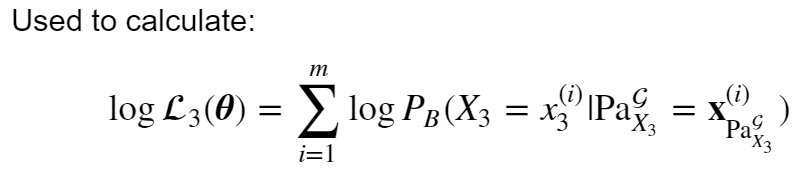 Used to calculate:
log ℒ₃(𝜽) = ∑_{i=1}^{m} log P_B(X₃ = x₃^{(i)} | Pa_{X₃}^{𝒢} = 𝐱_{Pa_{X₃}^{𝒢}}^{(i)} )